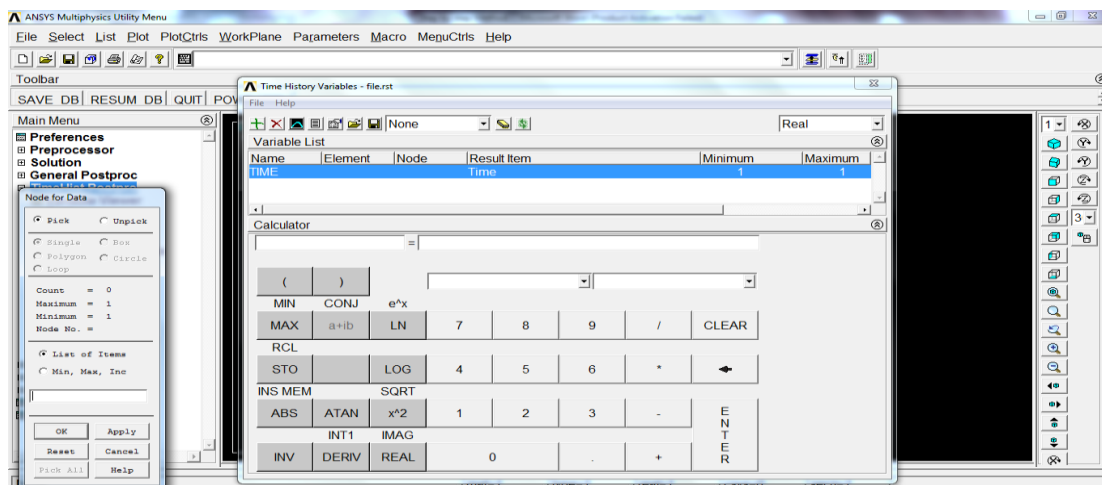 ANSYS Multiphysics Utility Menu
File Select List Plot PlotCtrls WorkPlane Parameters Macro MenuCtrls Help
Toolbar
SAVE_DB RESUM_DB QUIT POW
Main Menu
Preferences
Preprocessor
Solution
General Postproc
TimeHist Postpro
Node for Data
Pick Unpick
Single Box
Polygon Circle
Loop
Count = 0
Maximum = 1
Minimum = 1
Node No. =
List of Items
Min, Max, Inc
OK Apply
Reset Cancel
Pick All Help
Time History Variables - file.rst
File Help
None Real
Variable List
Name Element Node Result Item Minimum Maximum
TIME Time 1 1
Calculator
=
( )
MIN CONJ e^x
MAX a+ib LN 7 8 9 / CLEAR
RCL
STO LOG 4 5 6 *
INS MEM SQRT
ABS ATAN x^2 1 2 3 - ENTER
INT1 IMAG
INV DERIV REAL 0 . +
1
3